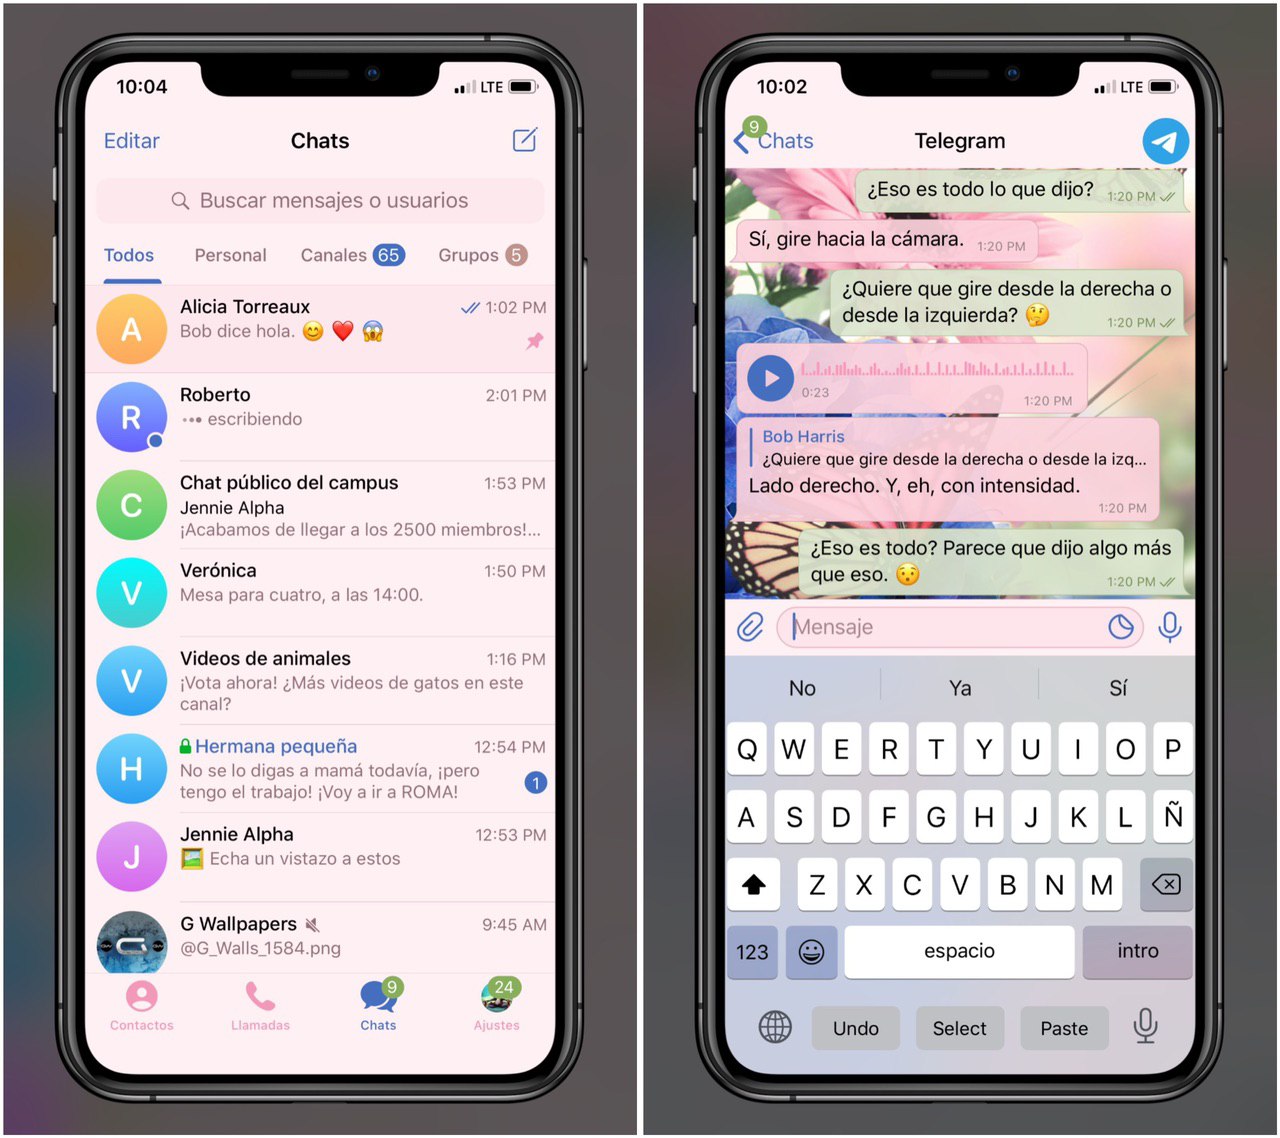 10:04
LTE
Editar
Chats
Buscar mensajes o usuarios
Todos
Personal
Canales 65
Grupos 5
A
Alicia Torreaux
1:02 PM
Bob dice hola. 😊 ❤️ 😱
R
Roberto
2:01 PM
••• escribiendo
C
Chat público del campus
1:53 PM
Jennie Alpha
¡Acabamos de llegar a los 2500 miembros!...
V
Verónica
1:50 PM
Mesa para cuatro, a las 14:00.
V
Videos de animales
1:16 PM
¡Vota ahora! ¿Más videos de gatos en este
canal?
H
Hermana pequeña
12:54 PM
No se lo digas a mamá todavía, ¡pero
tengo el trabajo! ¡Voy a ir a ROMA!
1
J
Jennie Alpha
12:53 PM
🖼️ Echa un vistazo a estos
G Wallpapers
9:45 AM
@G_Walls_1584.png
9
24
Contactos
Llamadas
Chats
Ajustes
10:02
LTE
9
Chats
Telegram
¿Eso es todo lo que dijo?
1:20 PM
Sí, gire hacia la cámara.
1:20 PM
¿Quiere que gire desde la derecha o
desde la izquierda? 🤔
1:20 PM
0:23
1:20 PM
Bob Harris
¿Quiere que gire desde la derecha o desde la izq...
Lado derecho. Y, eh, con intensidad.
1:20 PM
¿Eso es todo? Parece que dijo algo más
que eso. 😯
1:20 PM
Mensaje
No
Ya
Sí
Q W E R T Y U I O P
A S D F G H J K L Ñ
Z X C V B N M
123
espacio
intro
Undo
Select
Paste